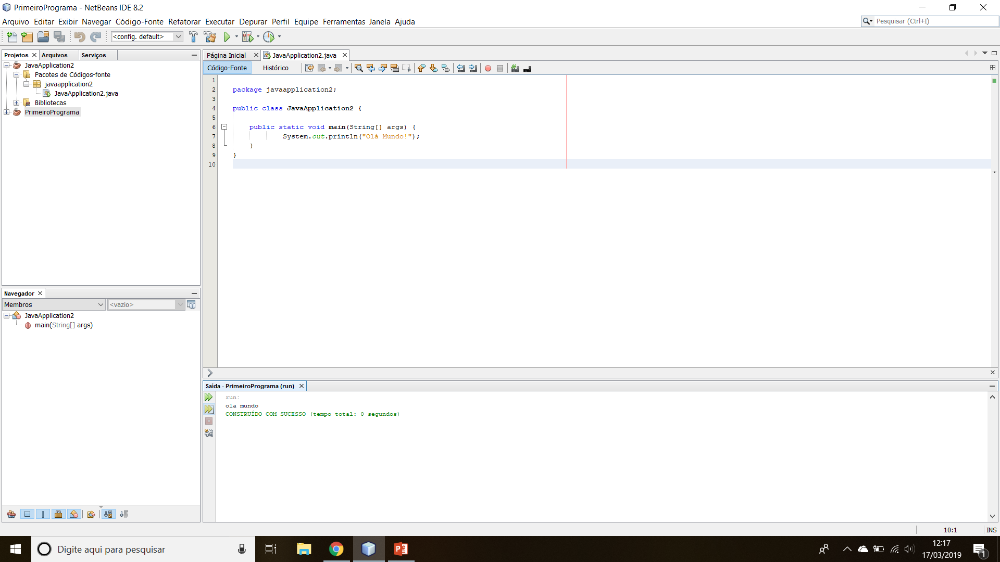 PrimeiroPrograma - NetBeans IDE 8.2
Arquivo Editar Exibir Navegar Código-Fonte Refatorar Executar Depurar Perfil Equipe Ferramentas Janela Ajuda
Pesquisar (Ctrl+I)
<config. default>
Projetos Arquivos Serviços
JavaApplication2
Pacotes de Códigos-fonte
javaapplication2
JavaApplication2.java
Bibliotecas
PrimeiroPrograma
Página Inicial JavaApplication2.java
Código-Fonte Histórico
1
2 package javaapplication2;
3
4 public class JavaApplication2 {
5
6 public static void main(String[] args) {
7 System.out.println("Olá Mundo!");
8 }
9 }
10
Navegador
Membros <vazio>
JavaApplication2
main(String[] args)
Saída - PrimeiroPrograma (run)
run:
ola mundo
CONSTRUÍDO COM SUCESSO (tempo total: 0 segundos)
10:1 INS
Digite aqui para pesquisar
12:17
17/03/2019
1